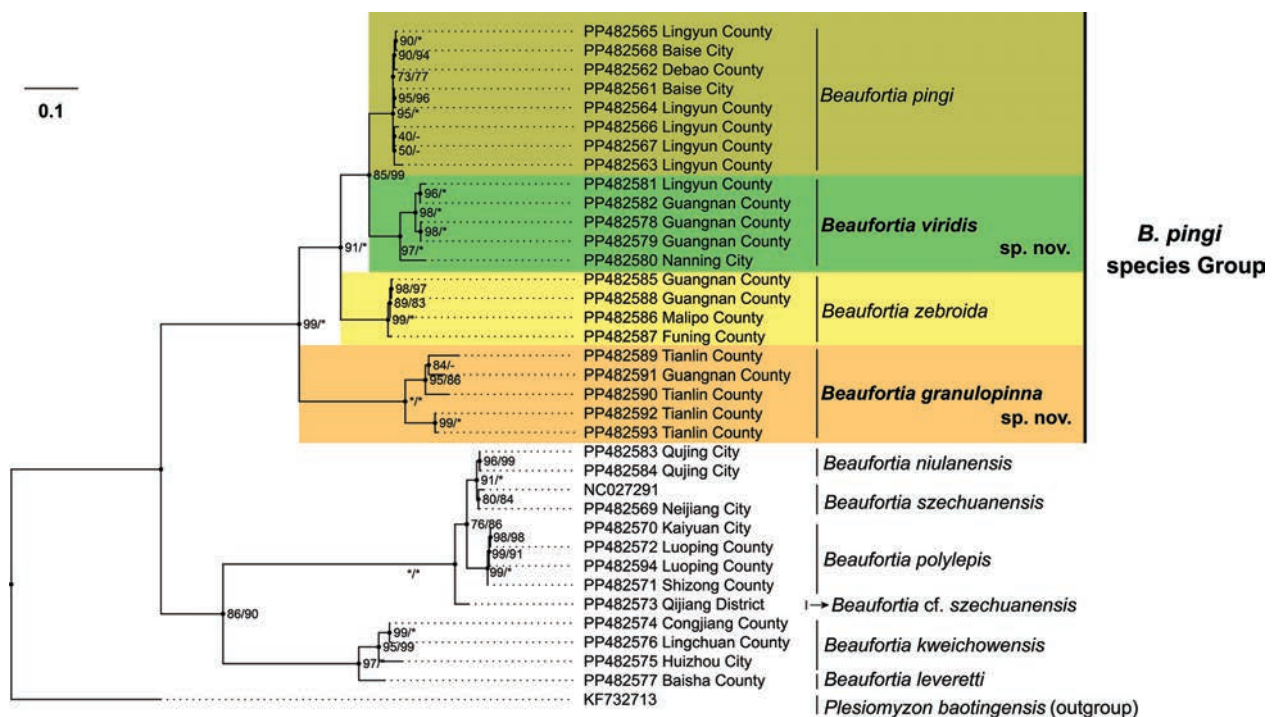 0.1
PP482565 Lingyun County
90/*
PP482568 Baise City
90/94
PP482562 Debao County
73/77
PP482561 Baise City
95/96
PP482564 Lingyun County
95/*
PP482566 Lingyun County
40/-
PP482567 Lingyun County
50/-
PP482563 Lingyun County
Beaufortia pingi
85/99
PP482581 Lingyun County
96/*
PP482582 Guangnan County
98/*
PP482578 Guangnan County
98/*
PP482579 Guangnan County
97/*
PP482580 Nanning City
Beaufortia viridis
sp. nov.
91/*
PP482585 Guangnan County
98/97
PP482588 Guangnan County
89/83
PP482586 Malipo County
99/*
PP482587 Funing County
Beaufortia zebroida
99/*
PP482589 Tianlin County
84/-
PP482591 Guangnan County
95/86
PP482590 Tianlin County
*/*
PP482592 Tianlin County
99/*
PP482593 Tianlin County
Beaufortia granulopinna
sp. nov.
B. pingi
species Group
PP482583 Qujing City
96/99
PP482584 Qujing City
Beaufortia niulanensis
91/*
NC027291
80/84
PP482569 Neijiang City
Beaufortia szechuanensis
76/86
PP482570 Kaiyuan City
98/98
PP482572 Luoping County
99/91
PP482594 Luoping County
99/*
PP482571 Shizong County
Beaufortia polylepis
*/*
PP482573 Qijiang District
Beaufortia cf. szechuanensis
86/90
PP482574 Congjiang County
99/*
PP482576 Lingchuan County
95/99
PP482575 Huizhou City
Beaufortia kweichowensis
PP482577 Baisha County
Beaufortia leveretti
KF732713
Plesiomyzon baotingensis (outgroup)